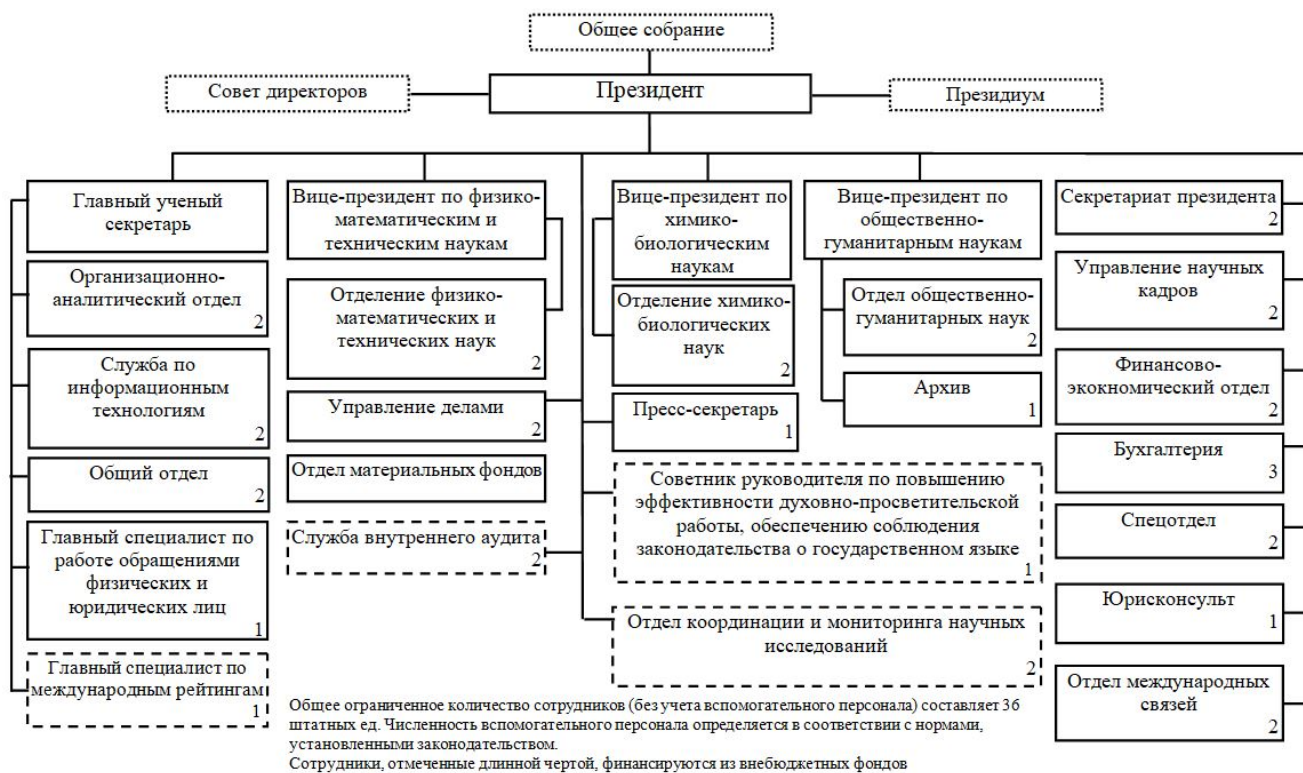 Общее собрание
Совет директоров
Президент
Президиум
Главный ученый
секретарь
Организационно-
аналитический отдел
2
Служба по
информационным
технологиям
2
Общий отдел
2
Главный специалист по
работе обращениями
физических и
юридических лиц
1
Главный специалист по
международным рейтингам
1
Вице-президент по физико-
математическим и
техническим наукам
Отделение физико-
математических и
технических наук
2
Управление делами
2
Отдел материальных фондов
Служба внутреннего аудита
2
Вице-президент по
химико-
биологическим
наукам
Отделение химико-
биологических
наук
2
Пресс-секретарь
1
Вице-президент по
общественно-
гуманитарным наукам
Отдел общественно-
гуманитарных наук
2
Архив
1
Советник руководителя по повышению
эффективности духовно-просветительской
работы, обеспечению соблюдения
законодательства о государственном языке
1
Отдел координации и мониторинга научных
исследований
2
Секретариат президента
2
Управление научных
кадров
2
Финансово-
экокномический отдел
2
Бухгалтерия
3
Спецотдел
2
Юрисконсульт
1
Отдел международных
связей
2
Общее ограниченное количество сотрудников (без учета вспомогательного персонала) составляет 36
штатных ед. Численность вспомогательного персонала определяется в соответствии с нормами,
установленными законодательством.
Сотрудники, отмеченные длинной чертой, финансируются из внебюджетных фондов